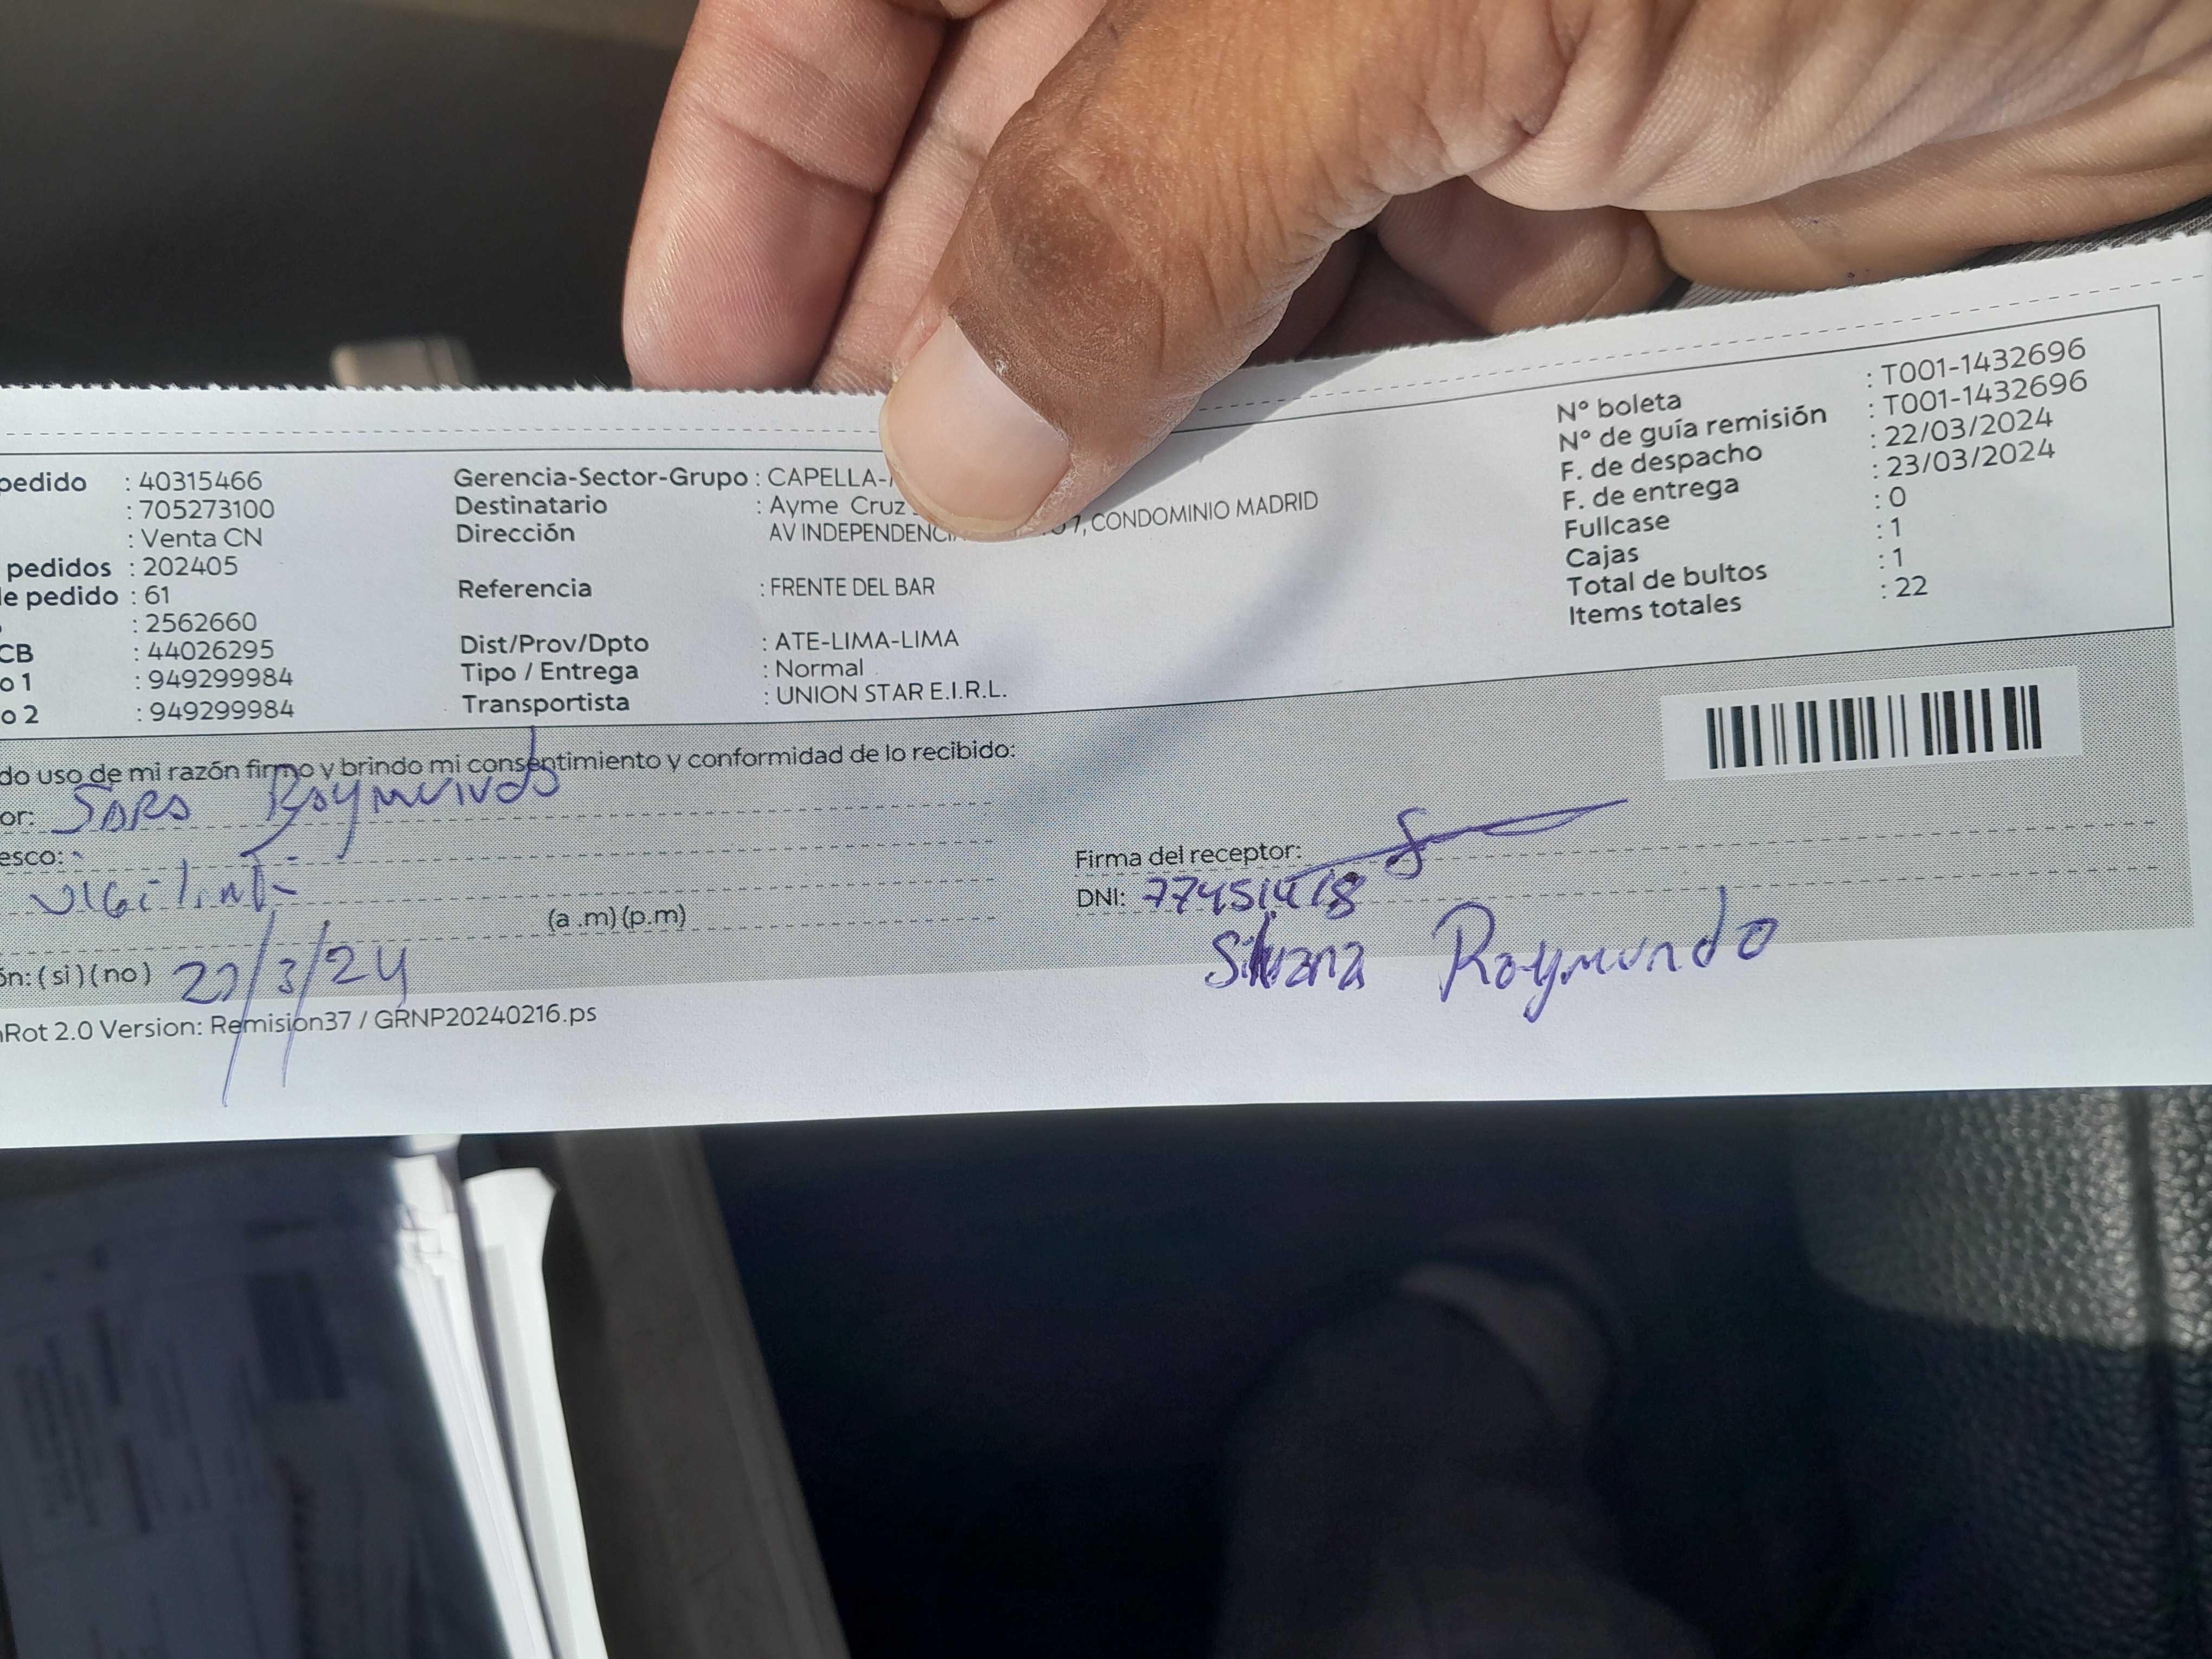 pedido : 40315466
: 705273100
: Venta CN
pedidos : 202405
de pedido : 61
: 2562660
CB : 44026295
o 1 : 949299984
o 2 : 949299984
Gerencia-Sector-Grupo : CAPELLA-
Destinatario : Ayme Cruz
Dirección AV INDEPENDENCI 7, CONDOMINIO MADRID
Referencia : FRENTE DEL BAR
Dist/Prov/Dpto : ATE-LIMA-LIMA
Tipo / Entrega : Normal
Transportista : UNION STAR E.I.R.L.
N° boleta : T001-1432696
N° de guía remisión : T001-1432696
F. de despacho : 22/03/2024
F. de entrega : 23/03/2024
Fullcase : 0
Cajas : 1
Total de bultos : 1
Items totales : 22
do uso de mi razón firmo y brindo mi consentimiento y conformidad de lo recibido:
or: Raymundo
esco:
(a .m) (p.m)
ón: (si) (no) /3/24
Rot 2.0 Version: Remision37 / GRNP20240216.ps
Firma del receptor:
DNI:
Silvana Raymundo